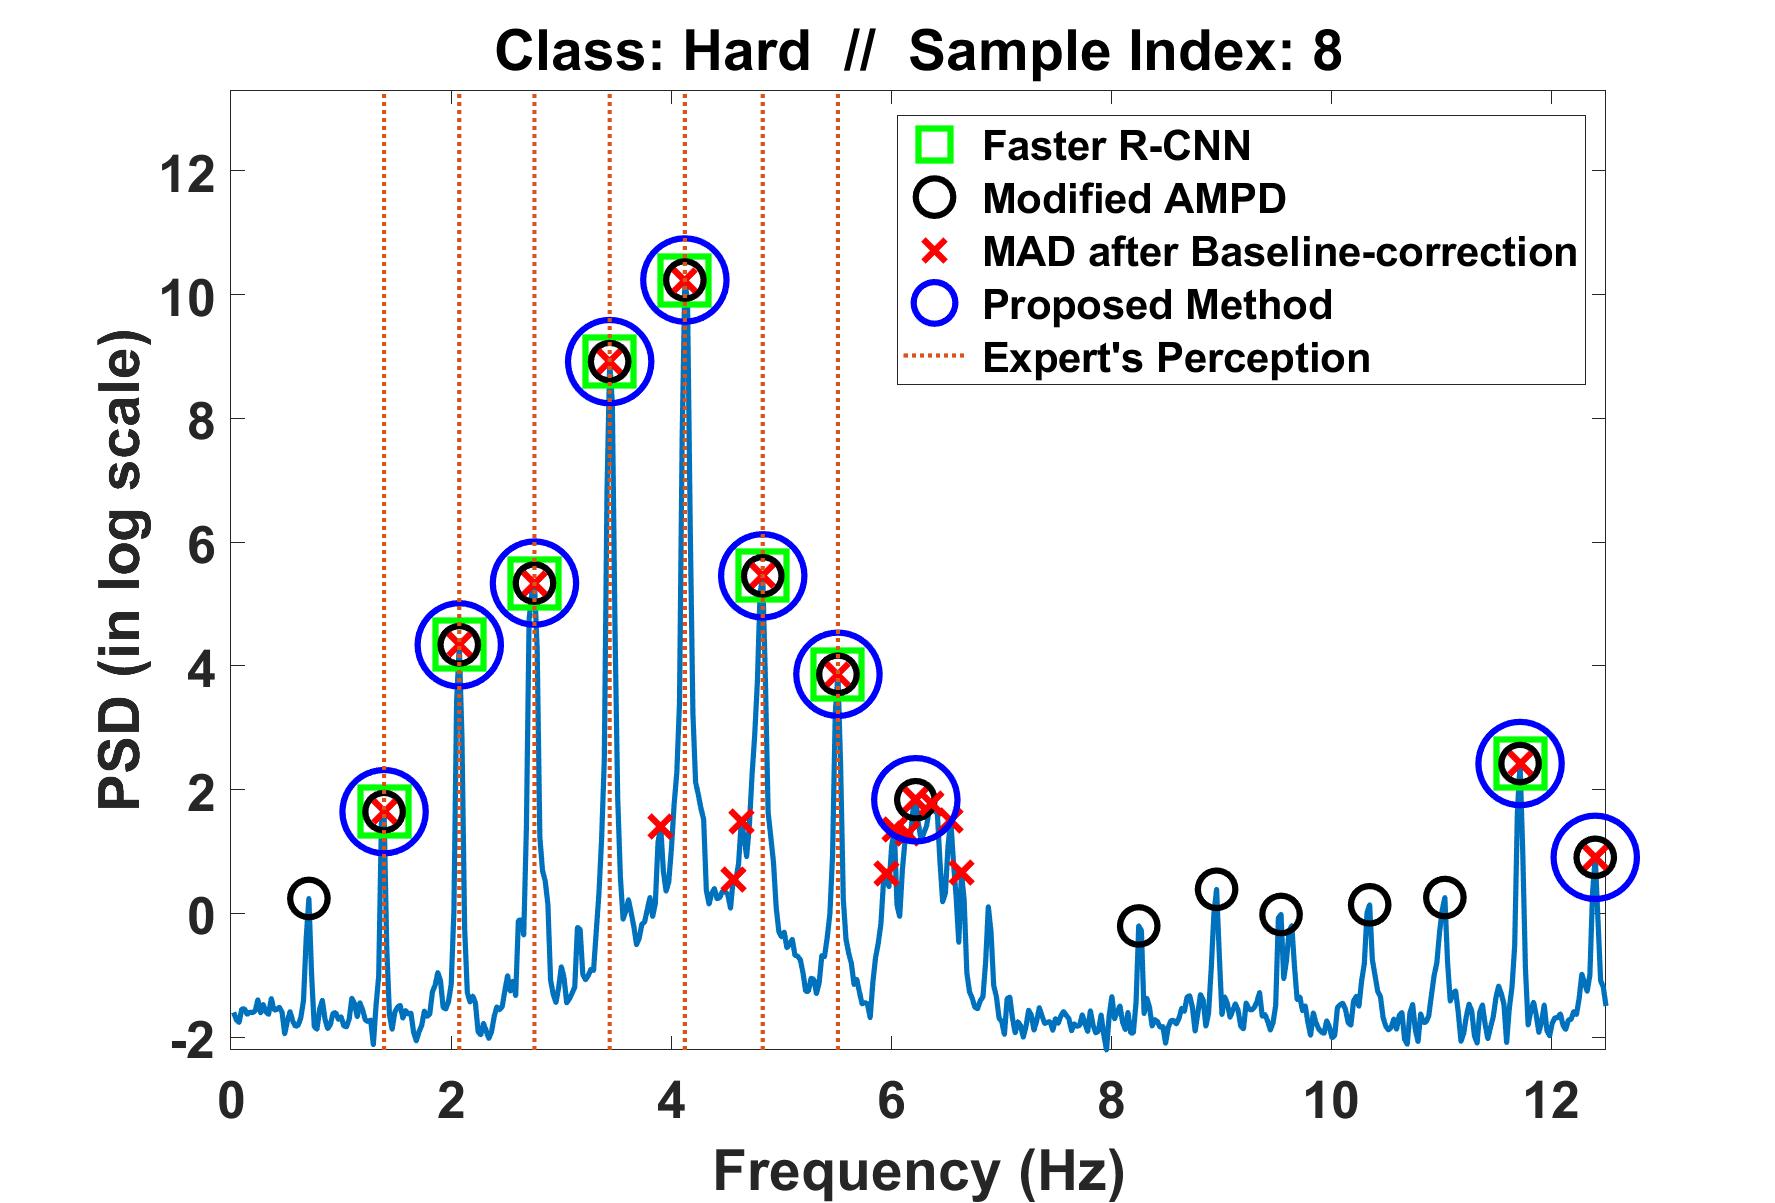 Class: Hard // Sample Index: 8
Faster R-CNN
Modified AMPD
MAD after Baseline-correction
Proposed Method
Expert's Perception
PSD (in log scale)
12
10
8
6
4
2
0
-2
0 2 4 6 8 10 12
Frequency (Hz)